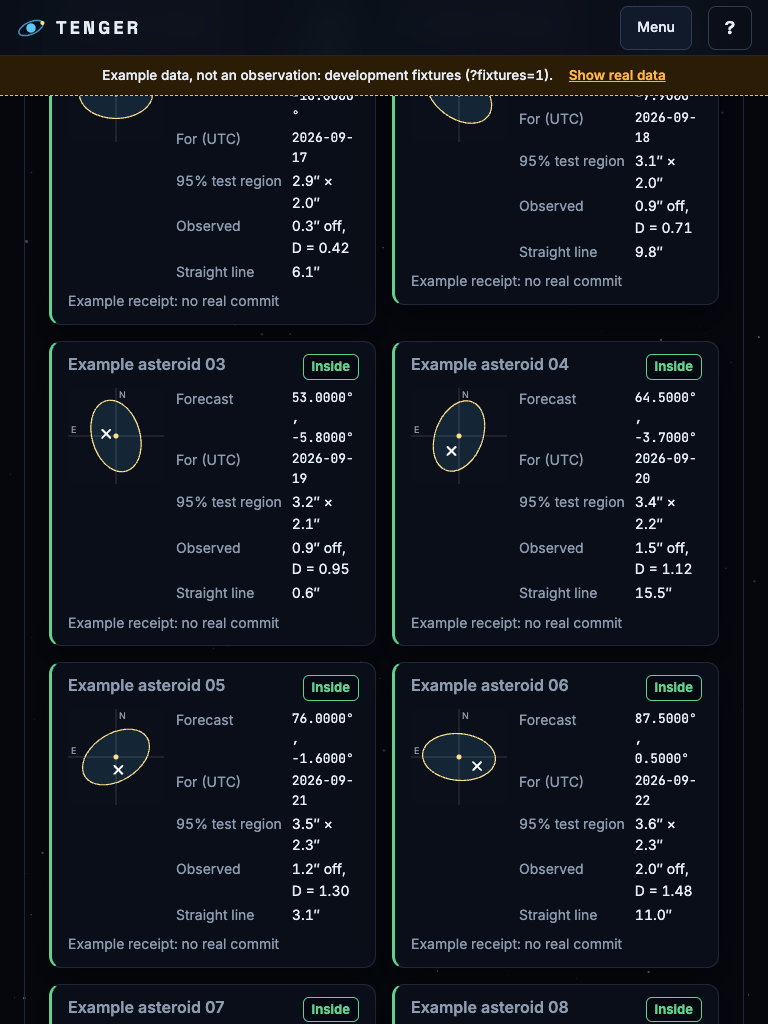 TENGER
Menu
?
Example data, not an observation: development fixtures (?fixtures=1). Show real data
°
For (UTC) 2026-09-
17
95% test region 2.9″ ×
2.0″
Observed 0.3″ off,
D = 0.42
Straight line 6.1″
Example receipt: no real commit
For (UTC) 2026-09-
18
95% test region 3.1″ ×
2.0″
Observed 0.9″ off,
D = 0.71
Straight line 9.8″
Example receipt: no real commit
Example asteroid 03
Inside
N
E
Forecast 53.0000°
,
-5.8000°
For (UTC) 2026-09-
19
95% test region 3.2″ ×
2.1″
Observed 0.9″ off,
D = 0.95
Straight line 0.6″
Example receipt: no real commit
Example asteroid 04
Inside
N
E
Forecast 64.5000°
,
-3.7000°
For (UTC) 2026-09-
20
95% test region 3.4″ ×
2.2″
Observed 1.5″ off,
D = 1.12
Straight line 15.5″
Example receipt: no real commit
Example asteroid 05
Inside
N
E
Forecast 76.0000°
,
-1.6000°
For (UTC) 2026-09-
21
95% test region 3.5″ ×
2.3″
Observed 1.2″ off,
D = 1.30
Straight line 3.1″
Example receipt: no real commit
Example asteroid 06
Inside
N
E
Forecast 87.5000°
,
0.5000°
For (UTC) 2026-09-
22
95% test region 3.6″ ×
2.3″
Observed 2.0″ off,
D = 1.48
Straight line 11.0″
Example receipt: no real commit
Example asteroid 07
Inside
Example asteroid 08
Inside